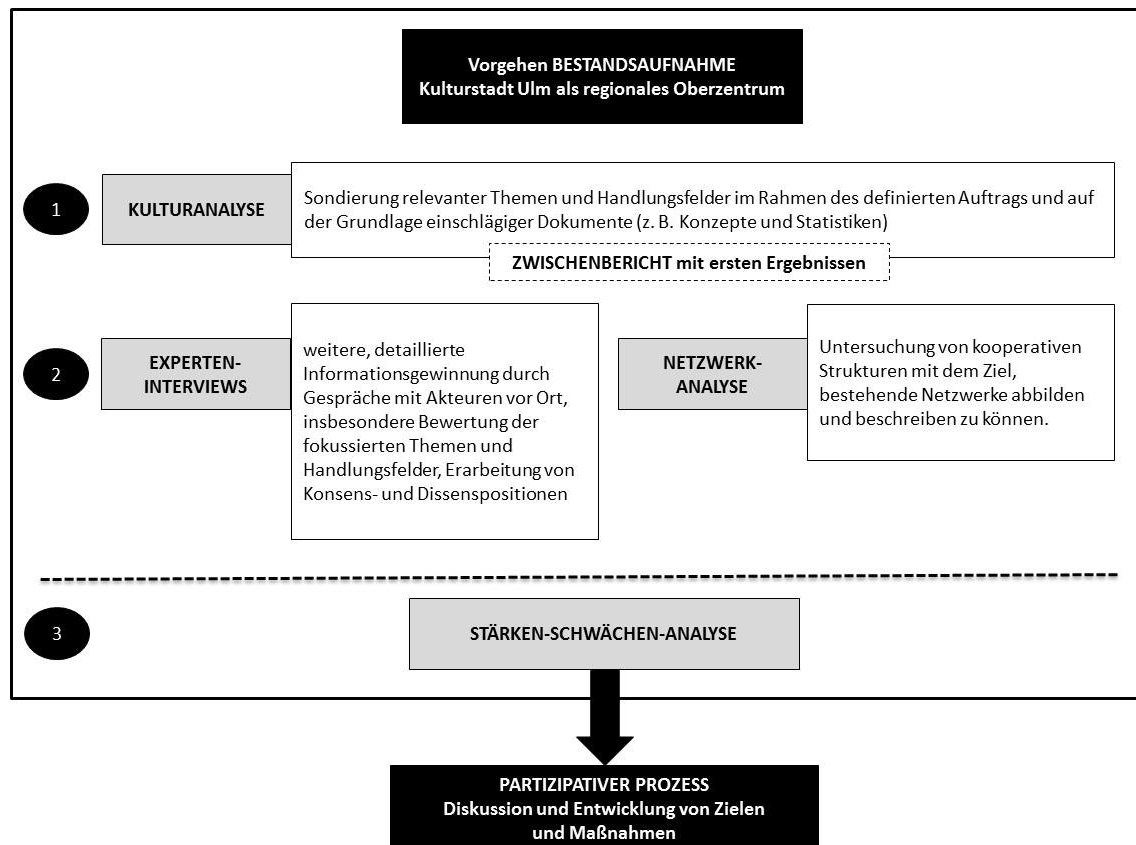 Vorgehen BESTANDSAUFNAHME
Kulturstadt Ulm als regionales Oberzentrum
1
KULTURANALYSE
Sondierung relevanter Themen und Handlungsfelder im Rahmen des definierten Auftrags und auf
der Grundlage einschlägiger Dokumente (z. B. Konzepte und Statistiken)
ZWISCHENBERICHT mit ersten Ergebnissen
2
EXPERTEN-
INTERVIEWS
weitere, detaillierte
Informationsgewinnung durch
Gespräche mit Akteuren vor Ort,
insbesondere Bewertung der
fokussierten Themen und
Handlungsfelder, Erarbeitung von
Konsens- und Dissenspositionen
NETZWERK-
ANALYSE
Untersuchung von kooperativen
Strukturen mit dem Ziel,
bestehende Netzwerke abbilden
und beschreiben zu können.
3
STÄRKEN-SCHWÄCHEN-ANALYSE
PARTIZIPATIVER PROZESS
Diskussion und Entwicklung von Zielen
und Maßnahmen